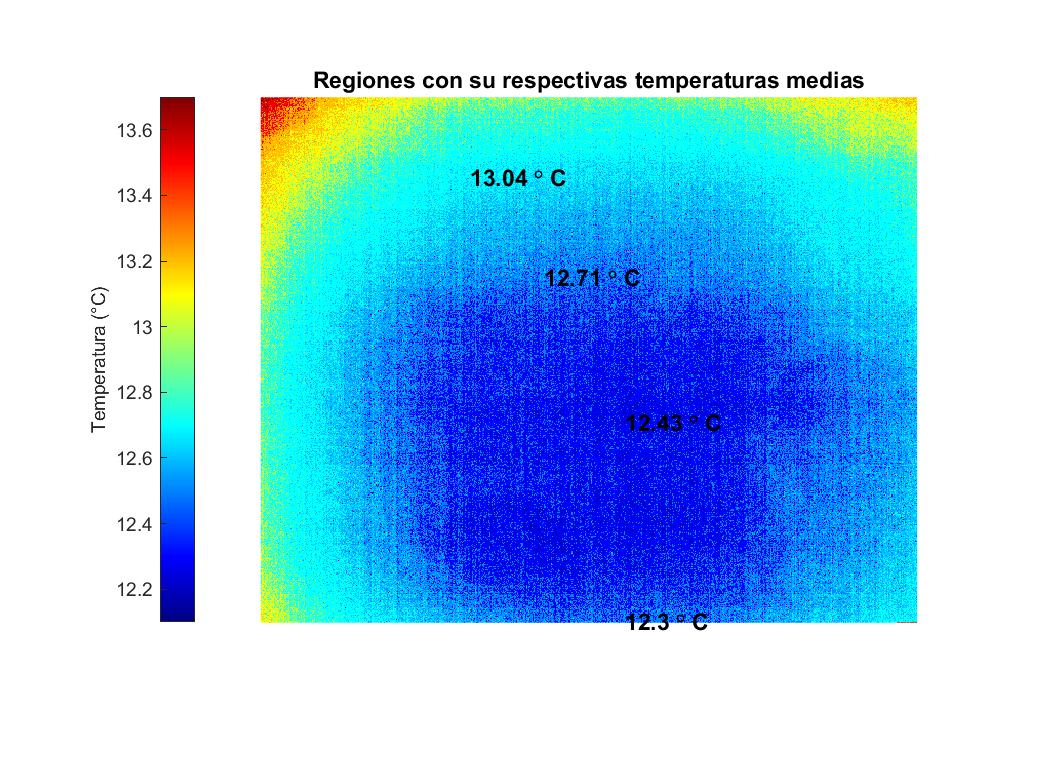 Regiones con su respectivas temperaturas medias
Temperatura (°C)
13.6
13.4
13.2
13
12.8
12.6
12.4
12.2
13.04 ° C
12.71 ° C
12.43 ° C
12.3 ° C